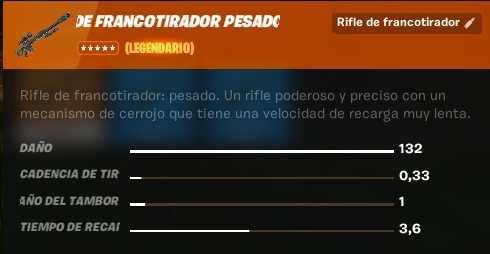 DE FRANCOTIRADOR PESADO
Rifle de francotirador
(LEGENDARIO)
Rifle de francotirador: pesado. Un rifle poderoso y preciso con un
mecanismo de cerrojo que tiene una velocidad de recarga muy lenta.
DAÑO 132
CADENCIA DE TIR 0,33
AÑO DEL TAMBOR 1
TIEMPO DE RECAI 3,6